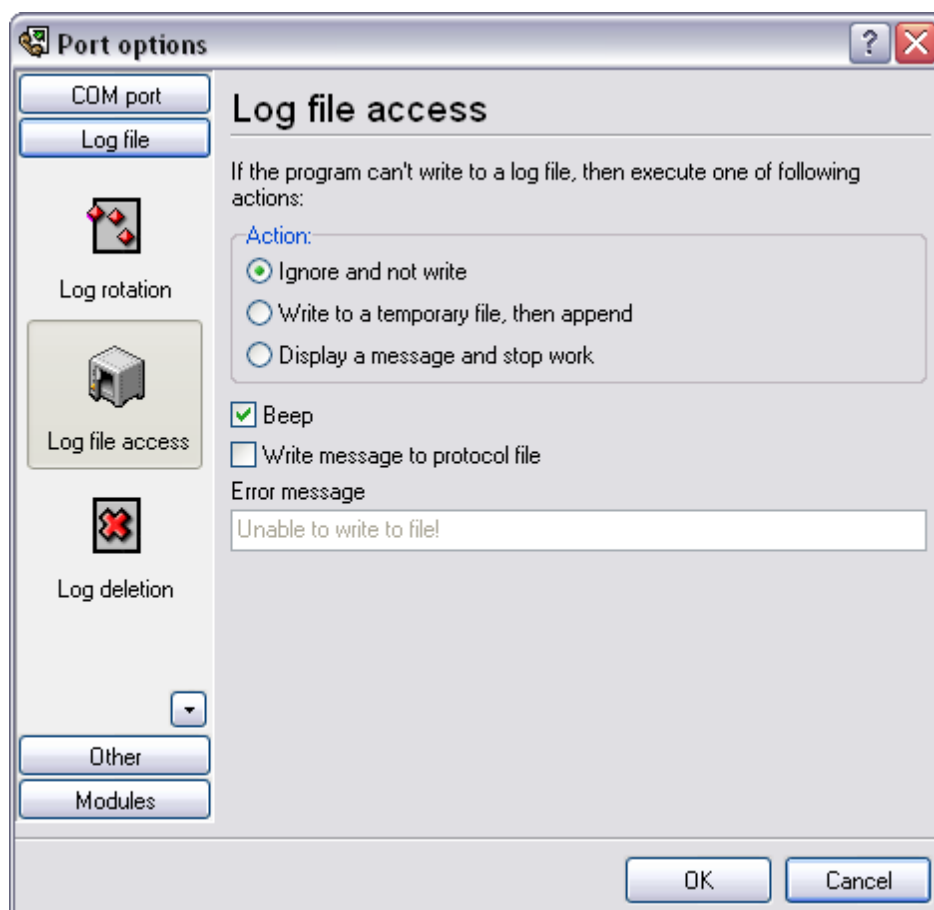 Port options
COM port
Log file
Log rotation
Log file access
Log deletion
Other
Modules
Log file access
If the program can't write to a log file, then execute one of following
actions:
Action:
Ignore and not write
Write to a temporary file, then append
Display a message and stop work
Beep
Write message to protocol file
Error message
Unable to write to file!
OK
Cancel